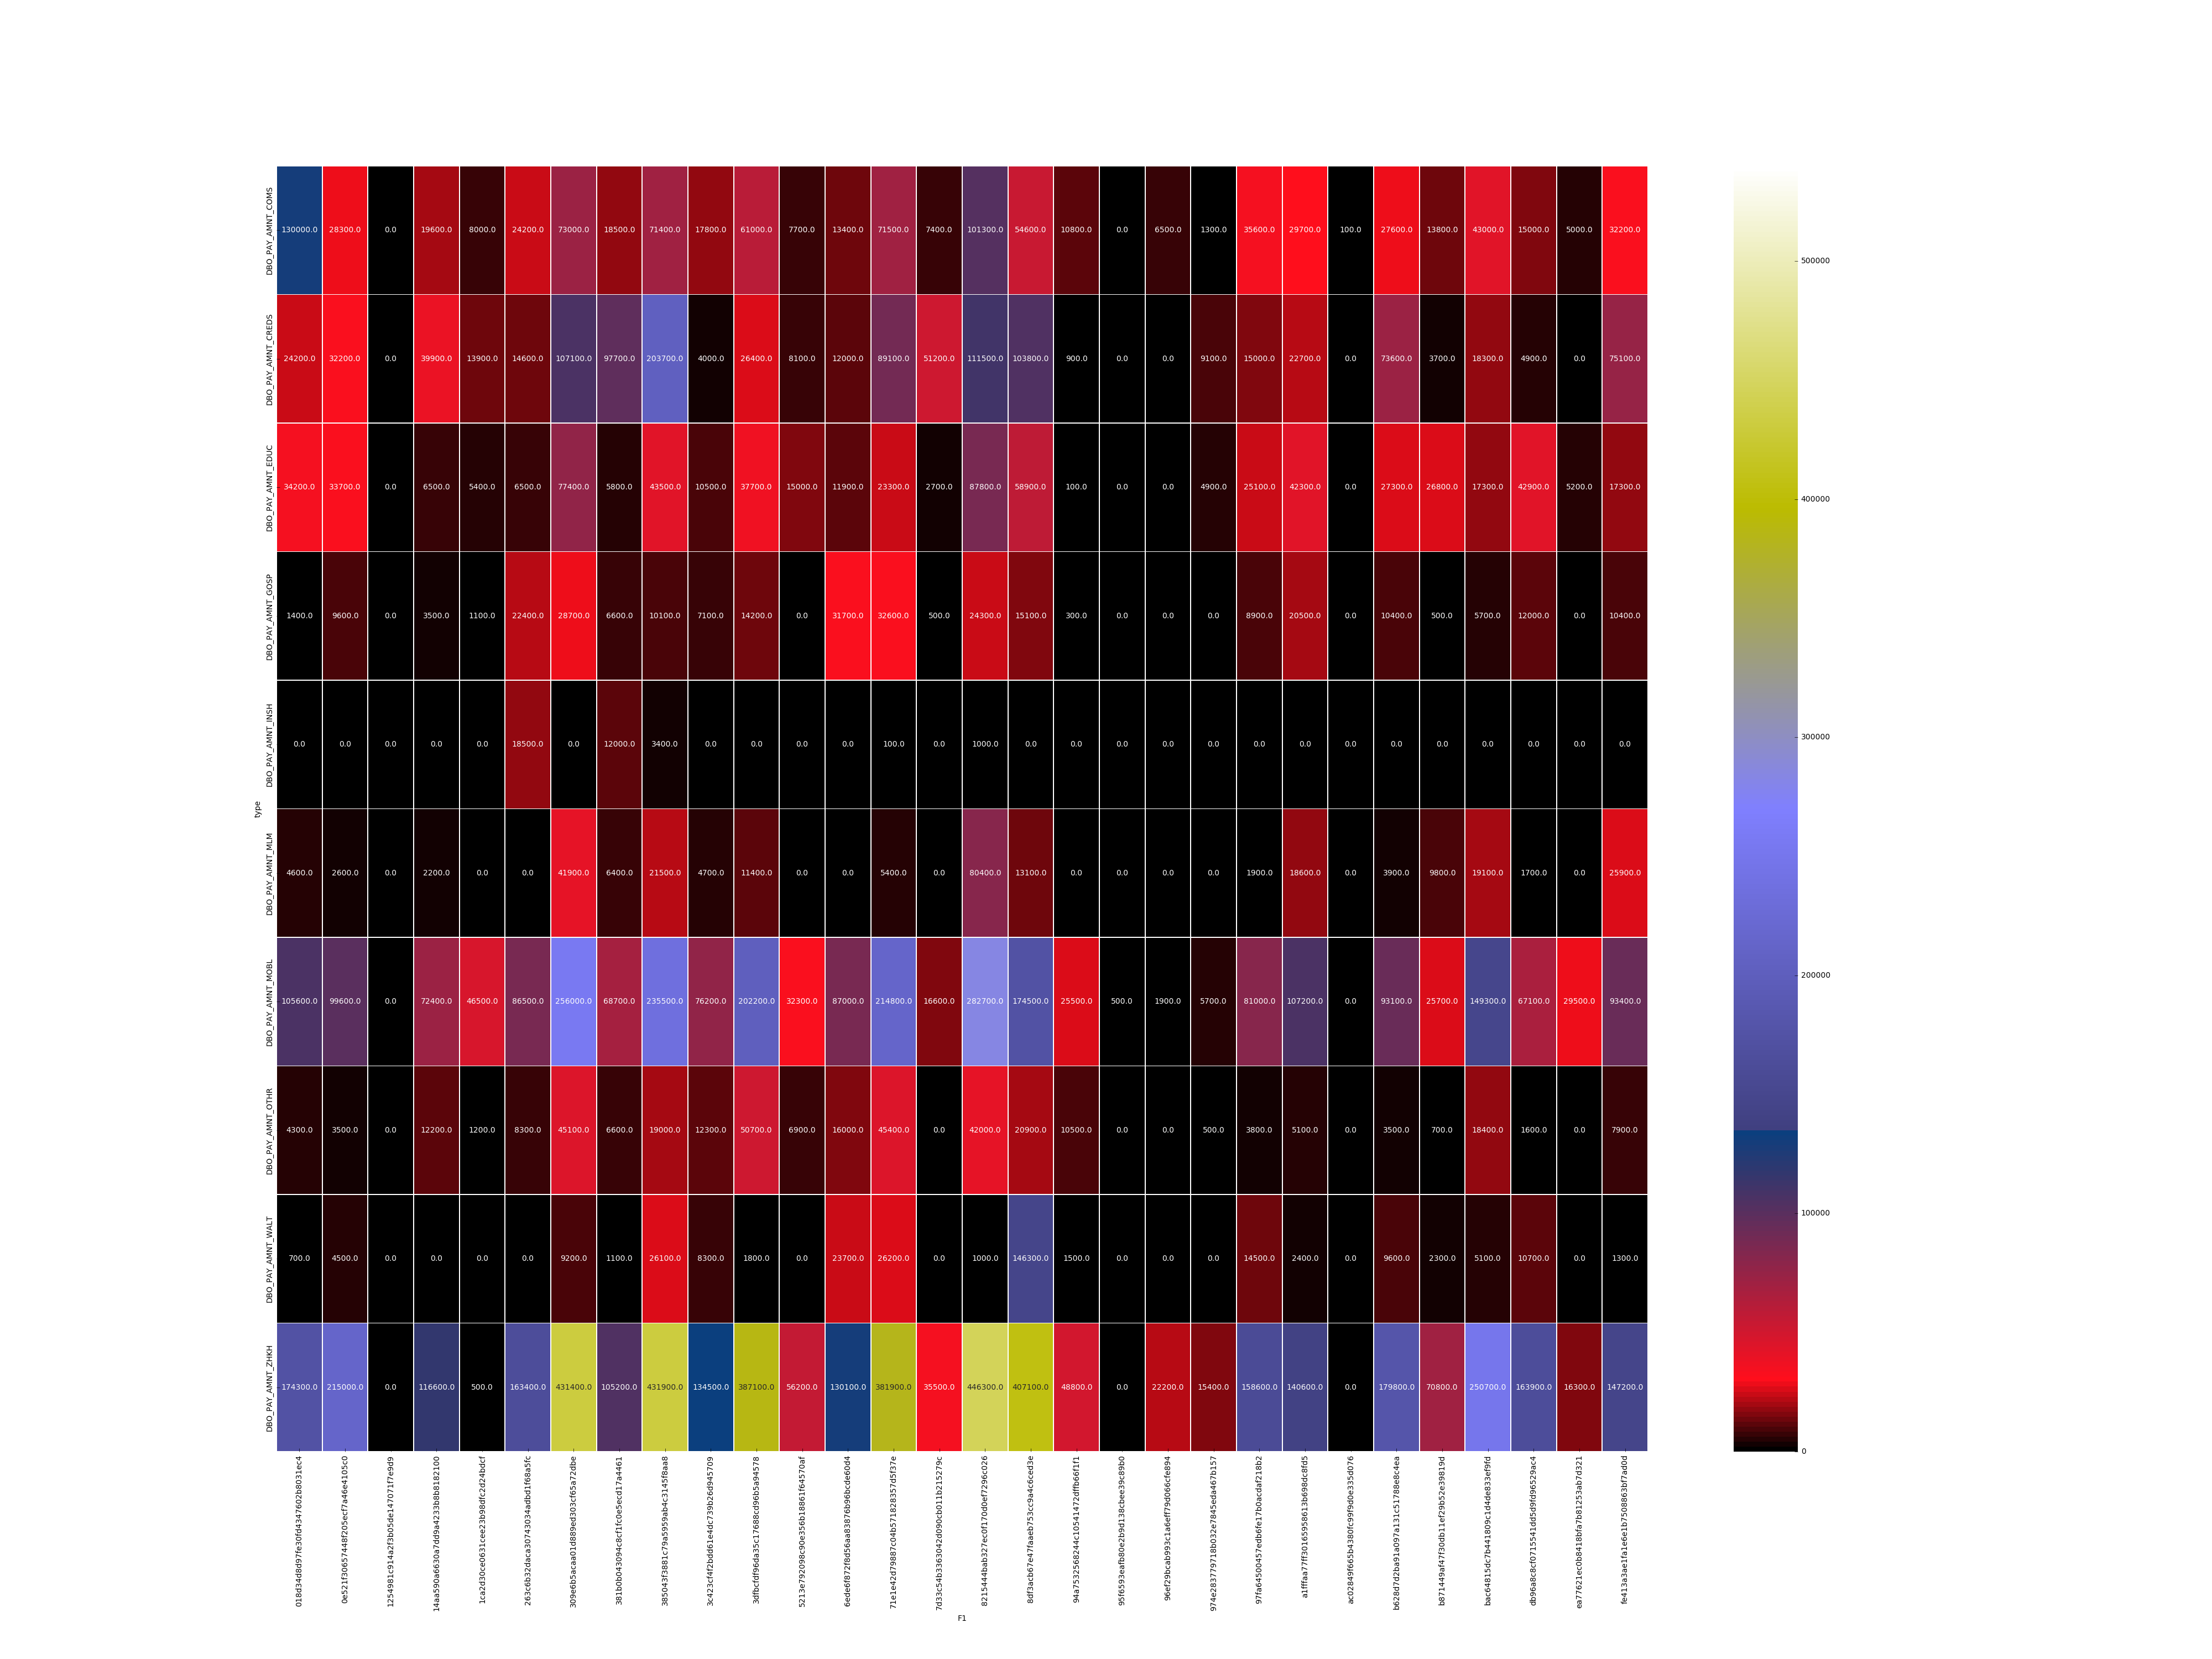 DBO_PAY_AMNT_COMS
130000.0 28300.0 0.0 19600.0 8000.0 24200.0 73000.0 18500.0 71400.0 17800.0 61000.0 7700.0 13400.0 71500.0 7400.0 101300.0 54600.0 10800.0 0.0 6500.0 1300.0 35600.0 29700.0 100.0 27600.0 13800.0 43000.0 15000.0 5000.0 32200.0
DBO_PAY_AMNT_CREDS
24200.0 32200.0 0.0 39900.0 13900.0 14600.0 107100.0 97700.0 203700.0 4000.0 26400.0 8100.0 12000.0 89100.0 51200.0 111500.0 103800.0 900.0 0.0 0.0 9100.0 15000.0 22700.0 0.0 73600.0 3700.0 18300.0 4900.0 0.0 75100.0
DBO_PAY_AMNT_EDUC
34200.0 33700.0 0.0 6500.0 5400.0 6500.0 77400.0 5800.0 43500.0 10500.0 37700.0 15000.0 11900.0 23300.0 2700.0 87800.0 58900.0 100.0 0.0 0.0 4900.0 25100.0 42300.0 0.0 27300.0 26800.0 17300.0 42900.0 5200.0 17300.0
DBO_PAY_AMNT_GOSP
1400.0 9600.0 0.0 3500.0 1100.0 22400.0 28700.0 6600.0 10100.0 7100.0 14200.0 0.0 31700.0 32600.0 500.0 24300.0 15100.0 300.0 0.0 0.0 0.0 8900.0 20500.0 0.0 10400.0 500.0 5700.0 12000.0 0.0 10400.0
DBO_PAY_AMNT_INSH
0.0 0.0 0.0 0.0 0.0 18500.0 0.0 12000.0 3400.0 0.0 0.0 0.0 0.0 100.0 0.0 1000.0 0.0 0.0 0.0 0.0 0.0 0.0 0.0 0.0 0.0 0.0 0.0 0.0 0.0 0.0
type
DBO_PAY_AMNT_MLM
4600.0 2600.0 0.0 2200.0 0.0 0.0 41900.0 6400.0 21500.0 4700.0 11400.0 0.0 0.0 5400.0 0.0 80400.0 13100.0 0.0 0.0 0.0 0.0 1900.0 18600.0 0.0 3900.0 9800.0 19100.0 1700.0 0.0 25900.0
DBO_PAY_AMNT_MOBL
105600.0 99600.0 0.0 72400.0 46500.0 86500.0 256000.0 68700.0 235500.0 76200.0 202200.0 32300.0 87000.0 214800.0 16600.0 282700.0 174500.0 25500.0 500.0 1900.0 5700.0 81000.0 107200.0 0.0 93100.0 25700.0 149300.0 67100.0 29500.0 93400.0
DBO_PAY_AMNT_OTHR
4300.0 3500.0 0.0 12200.0 1200.0 8300.0 45100.0 6600.0 19000.0 12300.0 50700.0 6900.0 16000.0 45400.0 0.0 42000.0 20900.0 10500.0 0.0 0.0 500.0 3800.0 5100.0 0.0 3500.0 700.0 18400.0 1600.0 0.0 7900.0
DBO_PAY_AMNT_WALT
700.0 4500.0 0.0 0.0 0.0 0.0 9200.0 1100.0 26100.0 8300.0 1800.0 0.0 23700.0 26200.0 0.0 1000.0 146300.0 1500.0 0.0 0.0 0.0 14500.0 2400.0 0.0 9600.0 2300.0 5100.0 10700.0 0.0 1300.0
DBO_PAY_AMNT_ZHKH
174300.0 215000.0 0.0 116600.0 500.0 163400.0 431400.0 105200.0 431900.0 134500.0 387100.0 56200.0 130100.0 381900.0 35500.0 446300.0 407100.0 48800.0 0.0 22200.0 15400.0 158600.0 140600.0 0.0 179800.0 70800.0 250700.0 163900.0 16300.0 147200.0
018d34d8d97fe30fd4347602b8031ec4
0e521f30657448f205ecf7a46e4105c0
1254981c914a2f3b05de147071f7e9d9
14aa590a6630a7dd9a4233b8b8182100
1ca2d30ce0631cee23b98dfc2d24bdcf
263c6b32daca30743034adbd1f68a5fc
309e6b5acaa01d889ed303cf65a72dbe
381b0b043094c8cf1fc0e5ecd17a4461
385043f3881c79a5959ab4c3145f8aa8
3c423cf4f2bdd61e4dc739b26d945709
3dfbcfdf96da35c17688cd96b5a94578
5213e792098c90e356b18861f64570af
6ede6f872f8d56aa83876b96bcde60d4
71e1e42d79887c04b571828357d5f37e
7d33c54b3363042d090cb011b215279c
8215444bab327ec0f170d0ef7296c026
8df3acb67e47faaeb753cc9a4c6ced3e
94a7532568244c10541472dffb66f1f1
95f6593eafb80e2b9d138cbee39c89b0
96ef29bcab993c1a6eff79d066cfe894
974e283779718b032e7845eda467b157
97fa64500457edb6fe17b0acdaf218b2
a1fffaa77ff30165958613b698dc8fd5
ac02849f665b4380fc99f9d0e335d076
b628d7d2ba91a097a131c51788e8c4ea
b871449af47f30db11ef29b52e39819d
bac64815dc7b441809c1d4de833ef9fd
db96a8c8cf0715541dd5d9fd96529ac4
ea77621ec0b8418bfa7b81253ab7d321
fe413a3ae1fa1e6e1b7508863bf7ad0d
F1
500000
400000
300000
200000
100000
0